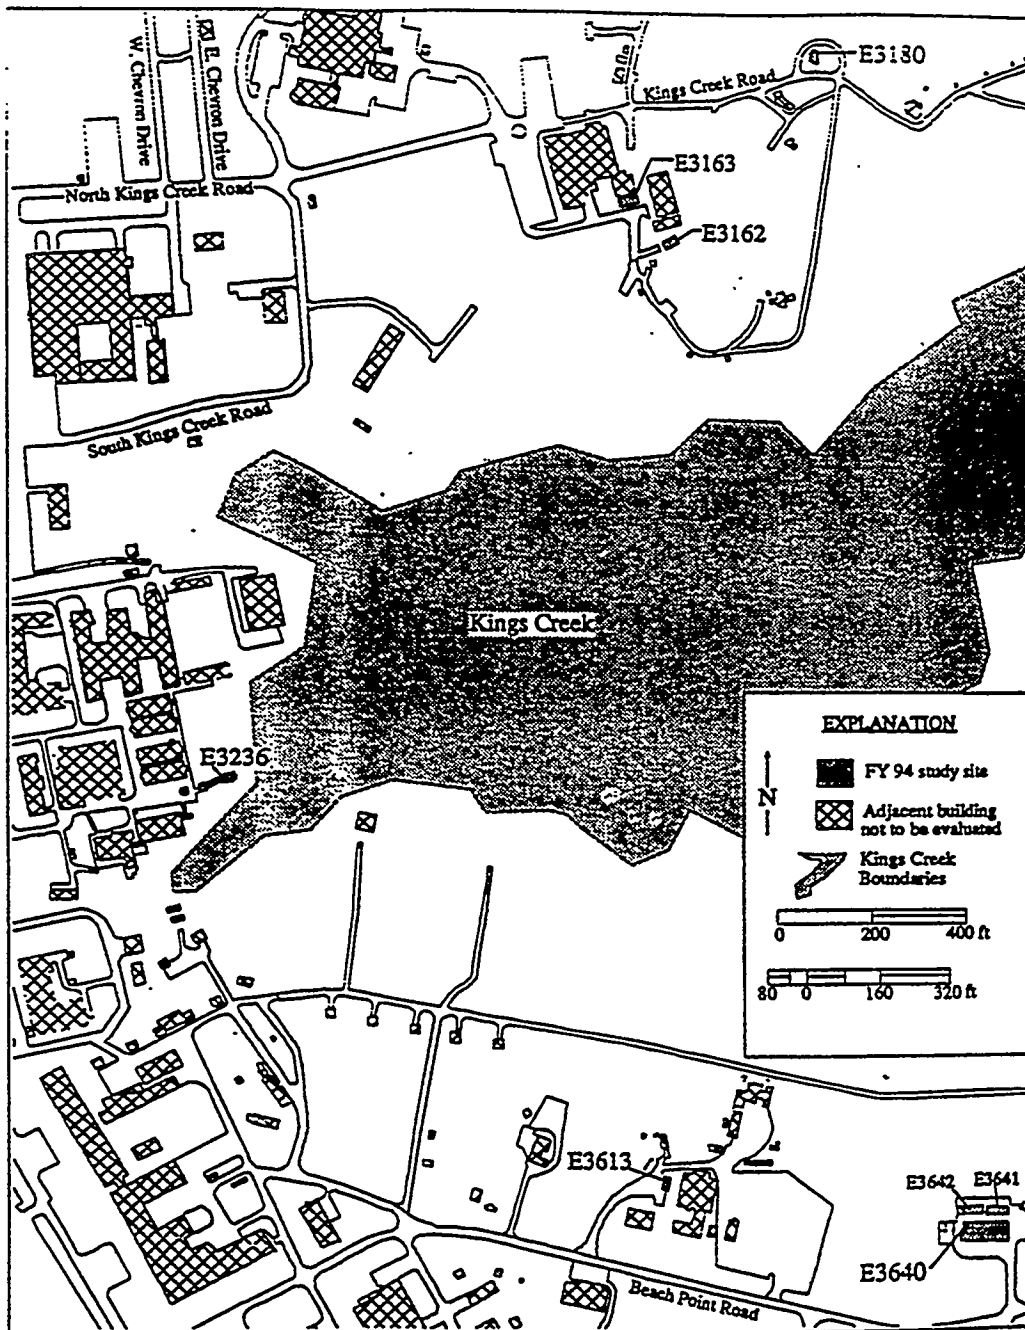 E3180
Kings Creek Road
W. Chevron Drive
E. Chevron Drive
E3163
North Kings Creek Road
E3162
South Kings Creek Road
Kings Creek
E3236
EXPLANATION
FY 94 study site
N
Adjacent building
not to be evaluated
Kings Creek
Boundaries
0 200 400 ft
80 0 160 320 ft
E3613
E3642 E3641
E3640
Beach Point Road